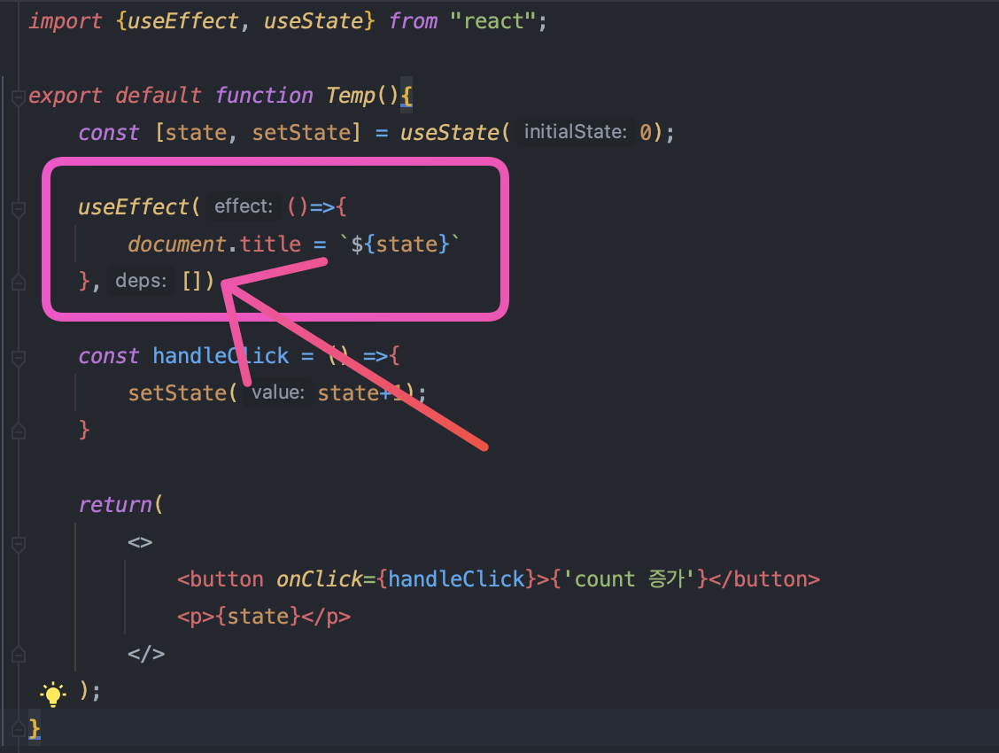 import {useEffect, useState} from "react";
export default function Temp(){
const [state, setState] = useState( initialState: 0);
useEffect( effect: ()=>{
document.title = `${state}`
}, deps: [])
const handleClick = () =>{
setState( value: state+1);
}
return(
<>
<button onClick={handleClick}>{'count 증가'}</button>
<p>{state}</p>
</>
);
}